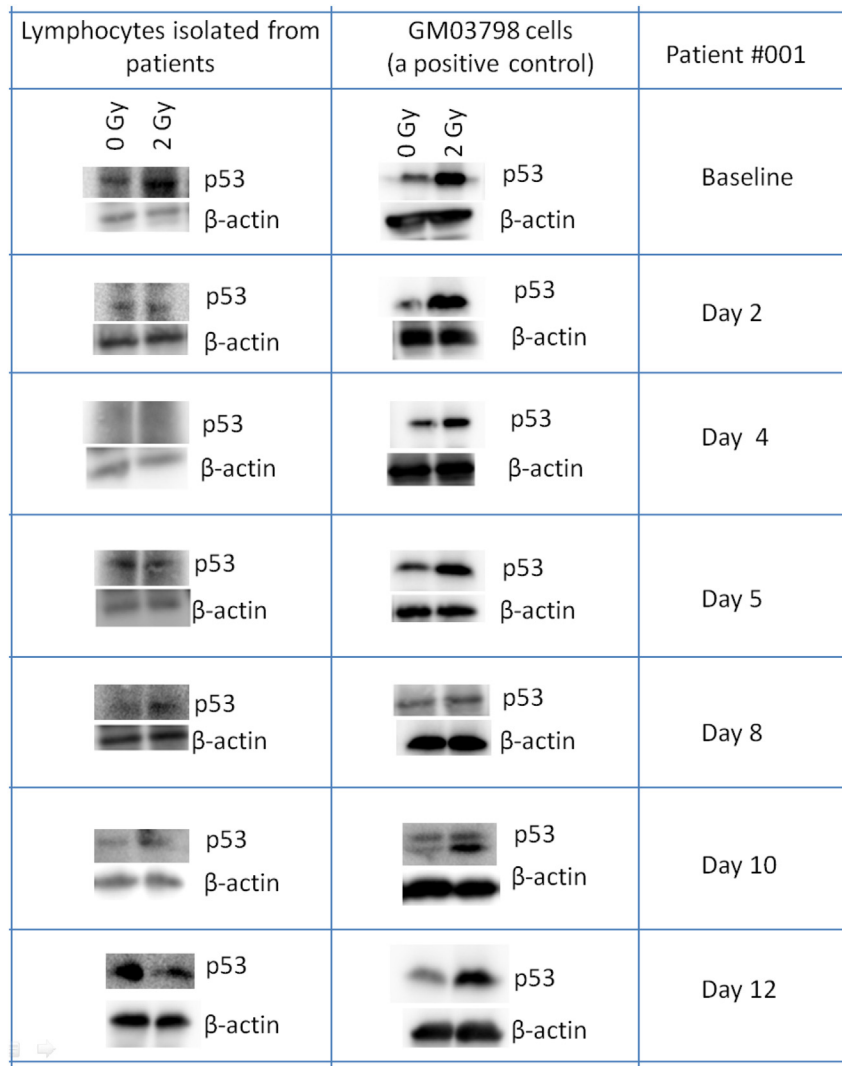 Lymphocytes isolated from
patients
GM03798 cells
(a positive control)
Patient #001
0 Gy
2 Gy
p53
β-actin
0 Gy
2 Gy
p53
β-actin
Baseline
p53
β-actin
p53
β-actin
Day 2
p53
β-actin
p53
β-actin
Day 4
p53
β-actin
p53
β-actin
Day 5
p53
β-actin
p53
β-actin
Day 8
p53
β-actin
p53
β-actin
Day 10
p53
β-actin
p53
β-actin
Day 12